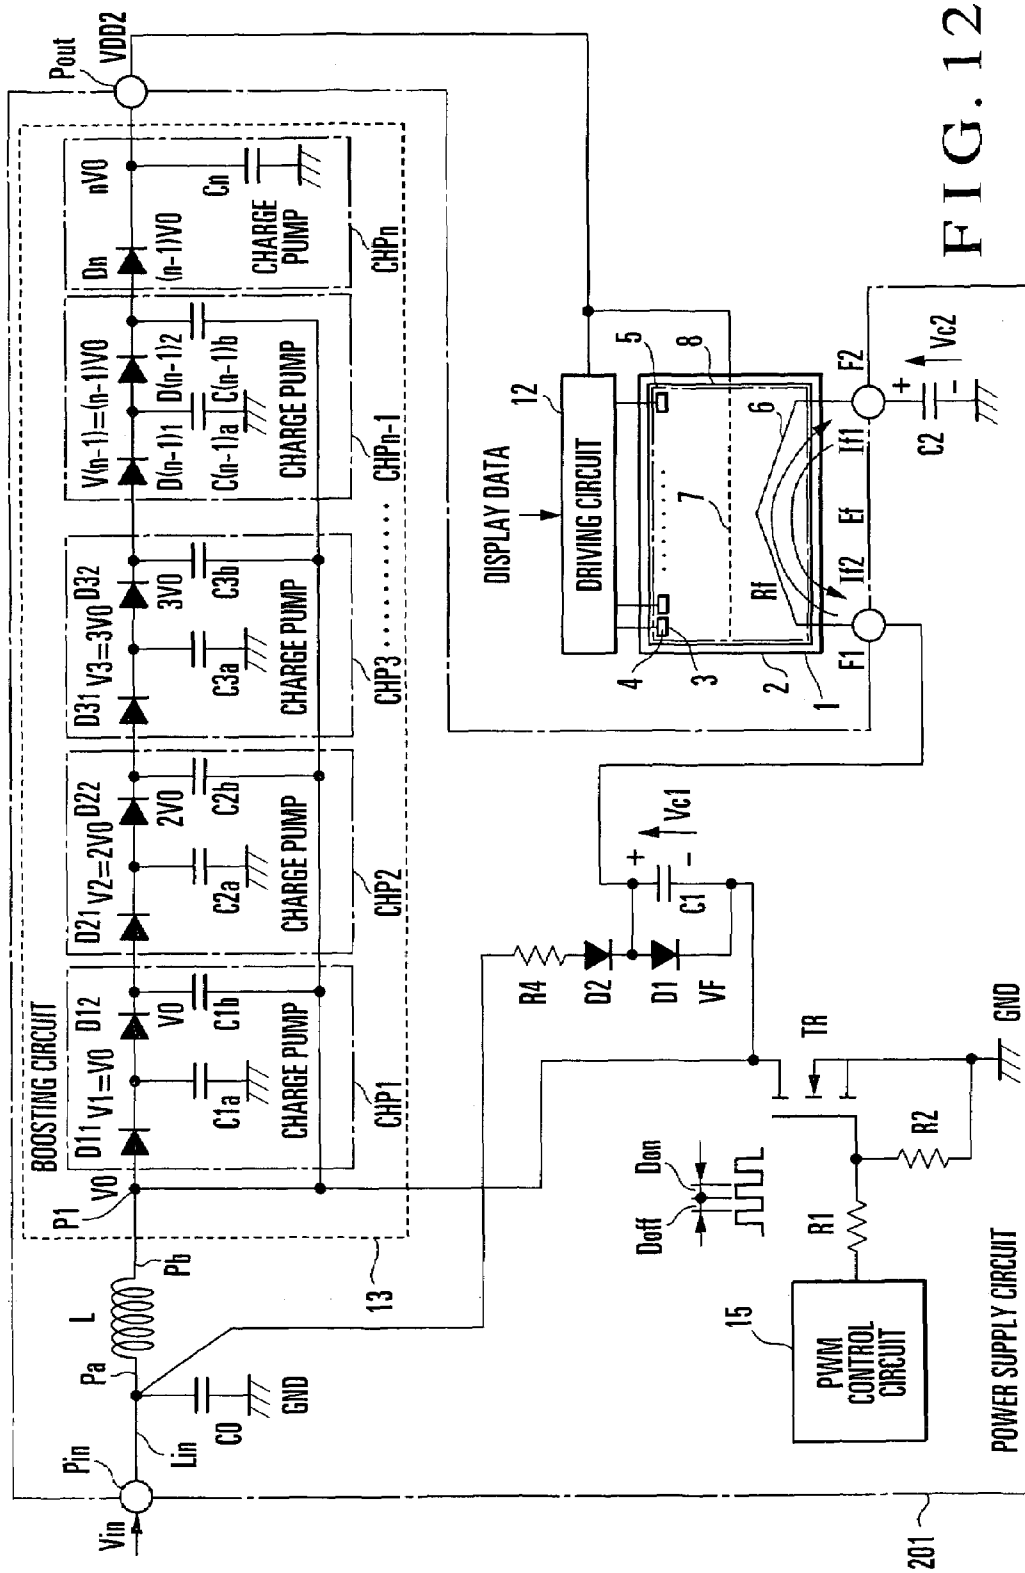 FIG. 12
BOOSTING CIRCUIT
Vin
Pin
Lin
Pa
L
Pb
P1
V0
C0
GND
13
D11
V1=V0
D12
V0
C1a
C1b
CHARGE PUMP
CHP1
D21
V2=2V0
D22
2V0
C2a
C2b
CHARGE PUMP
CHP2
D31
V3=3V0
D32
3V0
C3a
C3b
CHARGE PUMP
CHP3
V(n-1)=(n-1)V0
D(n-1)1
D(n-1)2
C(n-1)a
C(n-1)b
CHARGE PUMP
CHPn-1
Dn
nV0
(n-1)V0
Cn
CHARGE
PUMP
CHPn
Pout
VDD2
R4
D2
D1
VF
C1
+
-
Vc1
TR
GND
R2
R1
Doff
Don
15
PWM
CONTROL
CIRCUIT
POWER SUPPLY CIRCUIT
201
DISPLAY DATA
12
DRIVING CIRCUIT
5
8
4
3
2
1
7
6
Rf
F1
If2
Ef
If1
F2
C2
+
-
Vc2